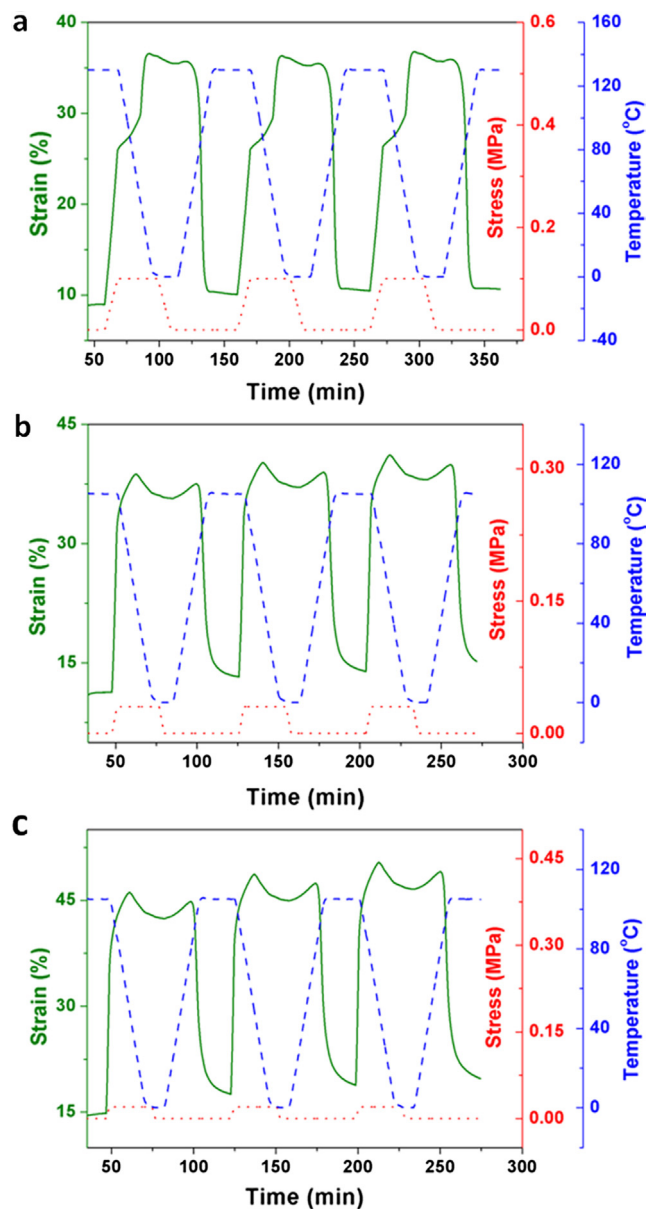 a
40
30
20
10
Strain (%)
0.6
0.4
0.2
0.0
Stress (MPa)
160
120
80
40
0
-40
Temperature (°C)
50 100 150 200 250 300 350
Time (min)
b
45
30
15
Strain (%)
0.30
0.15
0.00
Stress (MPa)
120
80
40
0
Temperature (°C)
50 100 150 200 250 300
Time (min)
c
45
30
15
Strain (%)
0.45
0.30
0.15
0.00
Stress (MPa)
120
80
40
0
Temperature (°C)
50 100 150 200 250 300
Time (min)